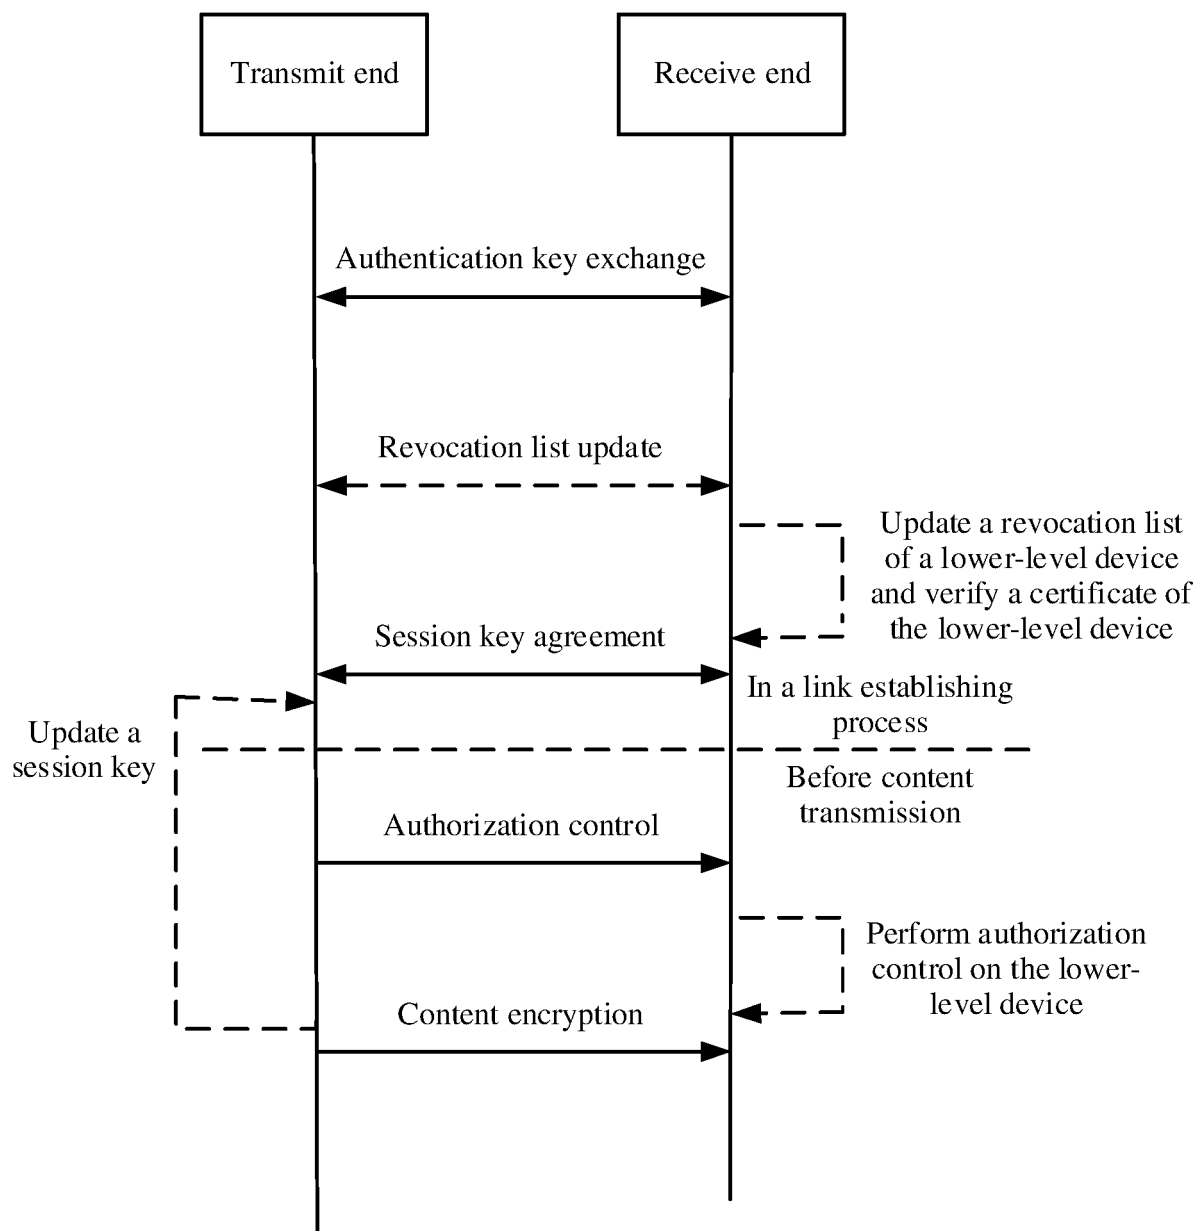 Transmit end
Receive end
Authentication key exchange
Revocation list update
Update a revocation list
of a lower-level device
and verify a certificate of
the lower-level device
Session key agreement
In a link establishing
process
Update a
session key
Before content
transmission
Authorization control
Perform authorization
control on the lower-
level device
Content encryption